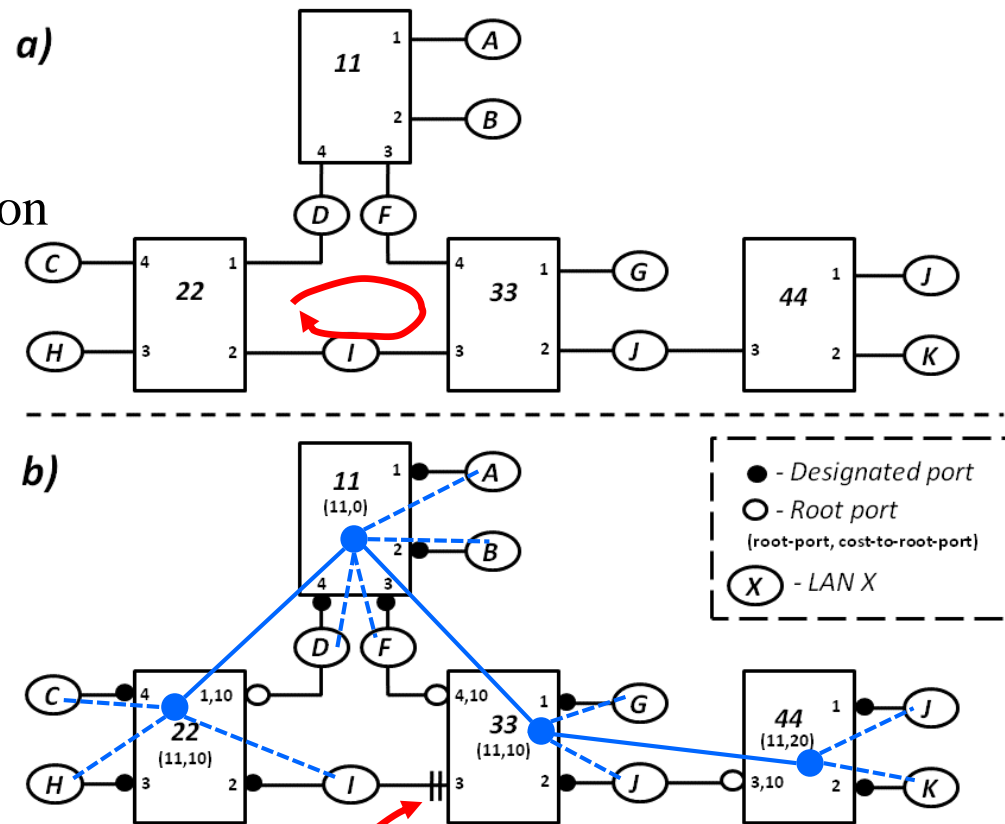 a)
11
1
A
2
B
4 3
on
D F
C 4 22 1
4 33 1 G
44 1 J
H 3 2 I 3 2 J 3 2 K
b)
11
(11,0)
1
A
2
B
4 3
D F
- Designated port
- Root port
(root-port, cost-to-root-port)
X - LAN X
C 4 1,10
22
(11,10)
4,10 1 G
33
(11,10)
44
(11,20)
1 J
H 3 2 I 3 2 J 3,10 2 K